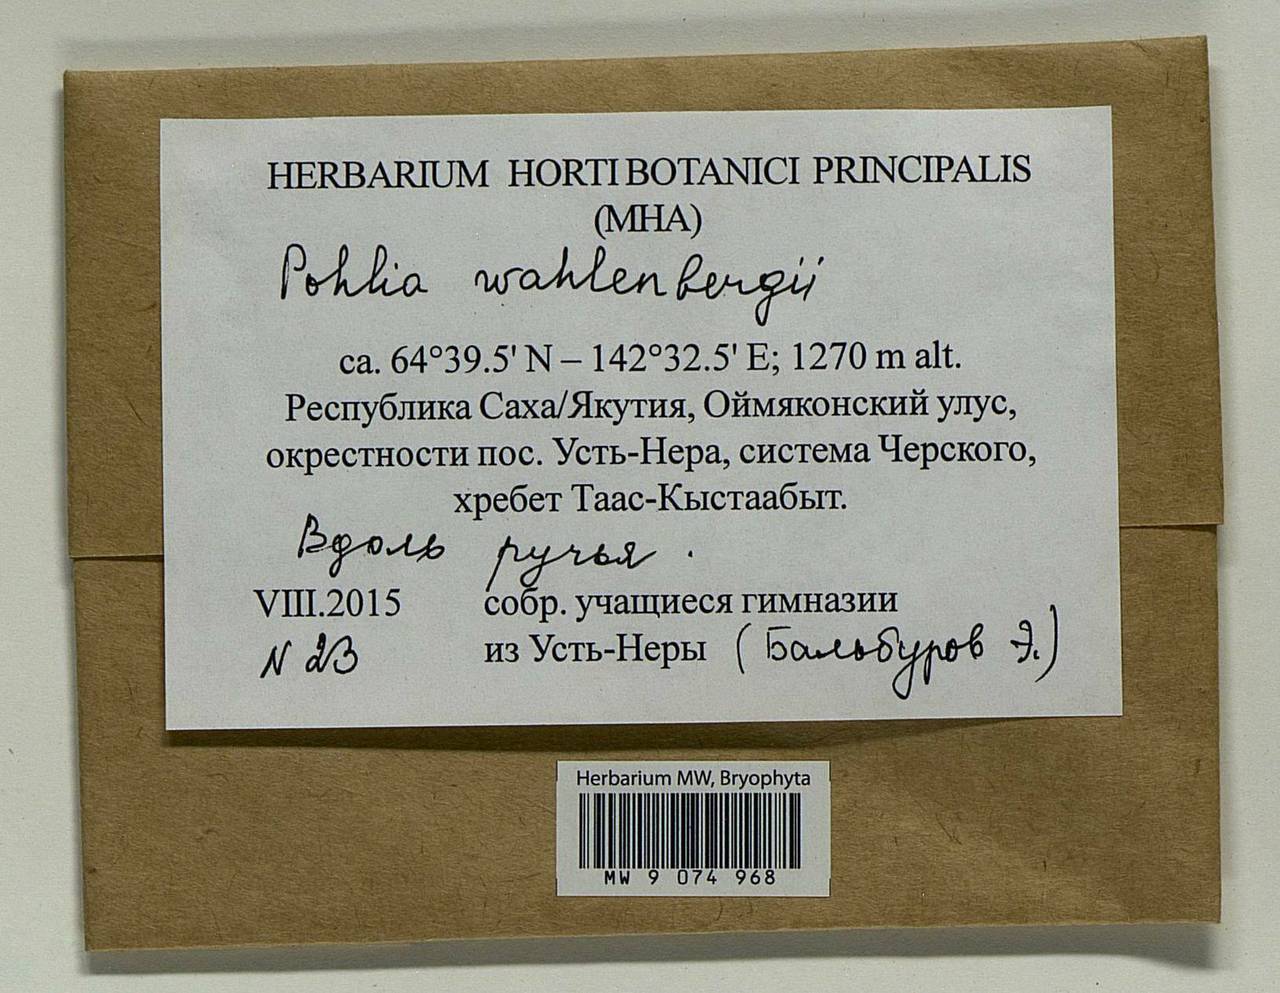 HERBARIUM HORTI BOTANICI PRINCIPALIS
(MHA)
Pohlia wahlenbergii
ca. 64°39.5' N – 142°32.5' E; 1270 m alt.
Республика Саха/Якутия, Оймяконский улус,
окрестности пос. Усть-Нера, система Черского,
хребет Таас-Кыстаабыт.
Вдоль ручья.
VIII.2015 собр. учащиеся гимназии
N 23 из Усть-Неры (Бальбуров Э.)
Herbarium MW, Bryophyta
MW 9 074 968